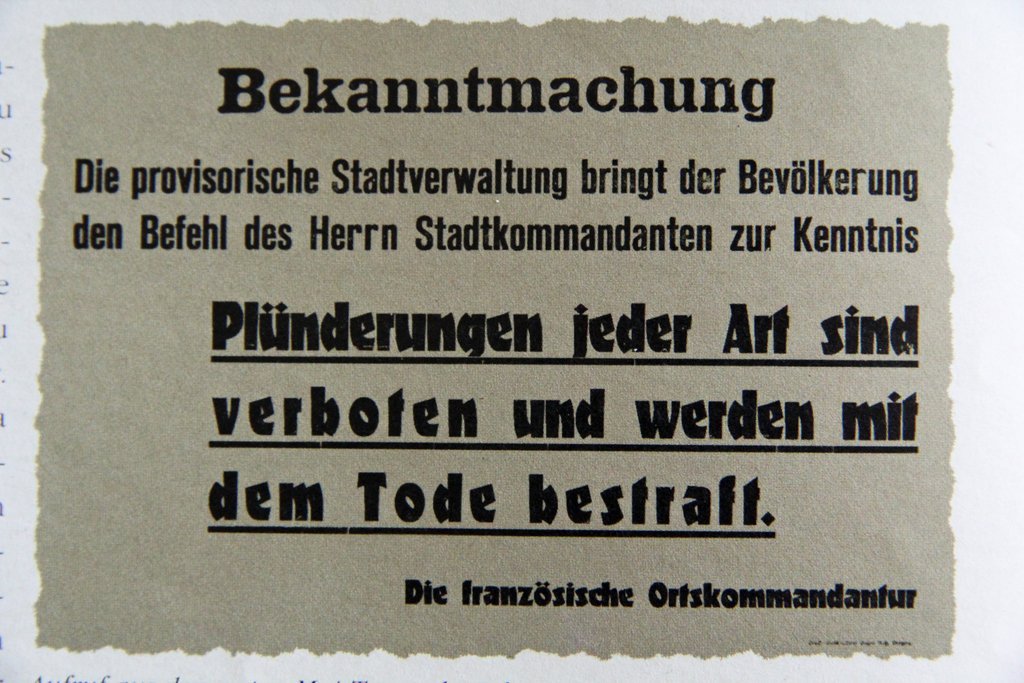 Bekanntmachung
Die provisorische Stadtverwaltung bringt der Bevölkerung
den Befehl des Herrn Stadtkommandanten zur Kenntnis
Plünderungen jeder Art sind
verboten und werden mit
dem Tode bestraft.
Die französische Ortskommandantur